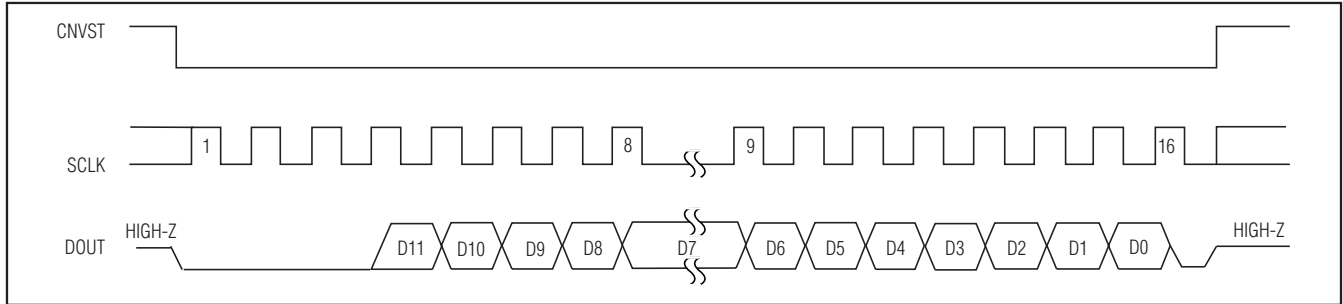 CNVST
SCLK
1
8
9
16
DOUT
HIGH-Z
D11
D10
D9
D8
D7
D6
D5
D4
D3
D2
D1
D0
HIGH-Z